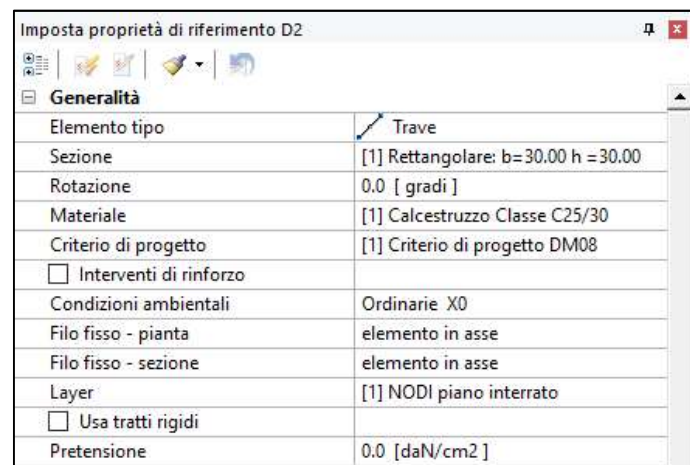 Imposta proprietà di riferimento D2
Generalità
Elemento tipo Trave
Sezione [1] Rettangolare: b=30.00 h =30.00
Rotazione 0.0 [ gradi ]
Materiale [1] Calcestruzzo Classe C25/30
Criterio di progetto [1] Criterio di progetto DM08
Interventi di rinforzo
Condizioni ambientali Ordinarie X0
Filo fisso - pianta elemento in asse
Filo fisso - sezione elemento in asse
Layer [1] NODI piano interrato
Usa tratti rigidi
Pretensione 0.0 [daN/cm2 ]